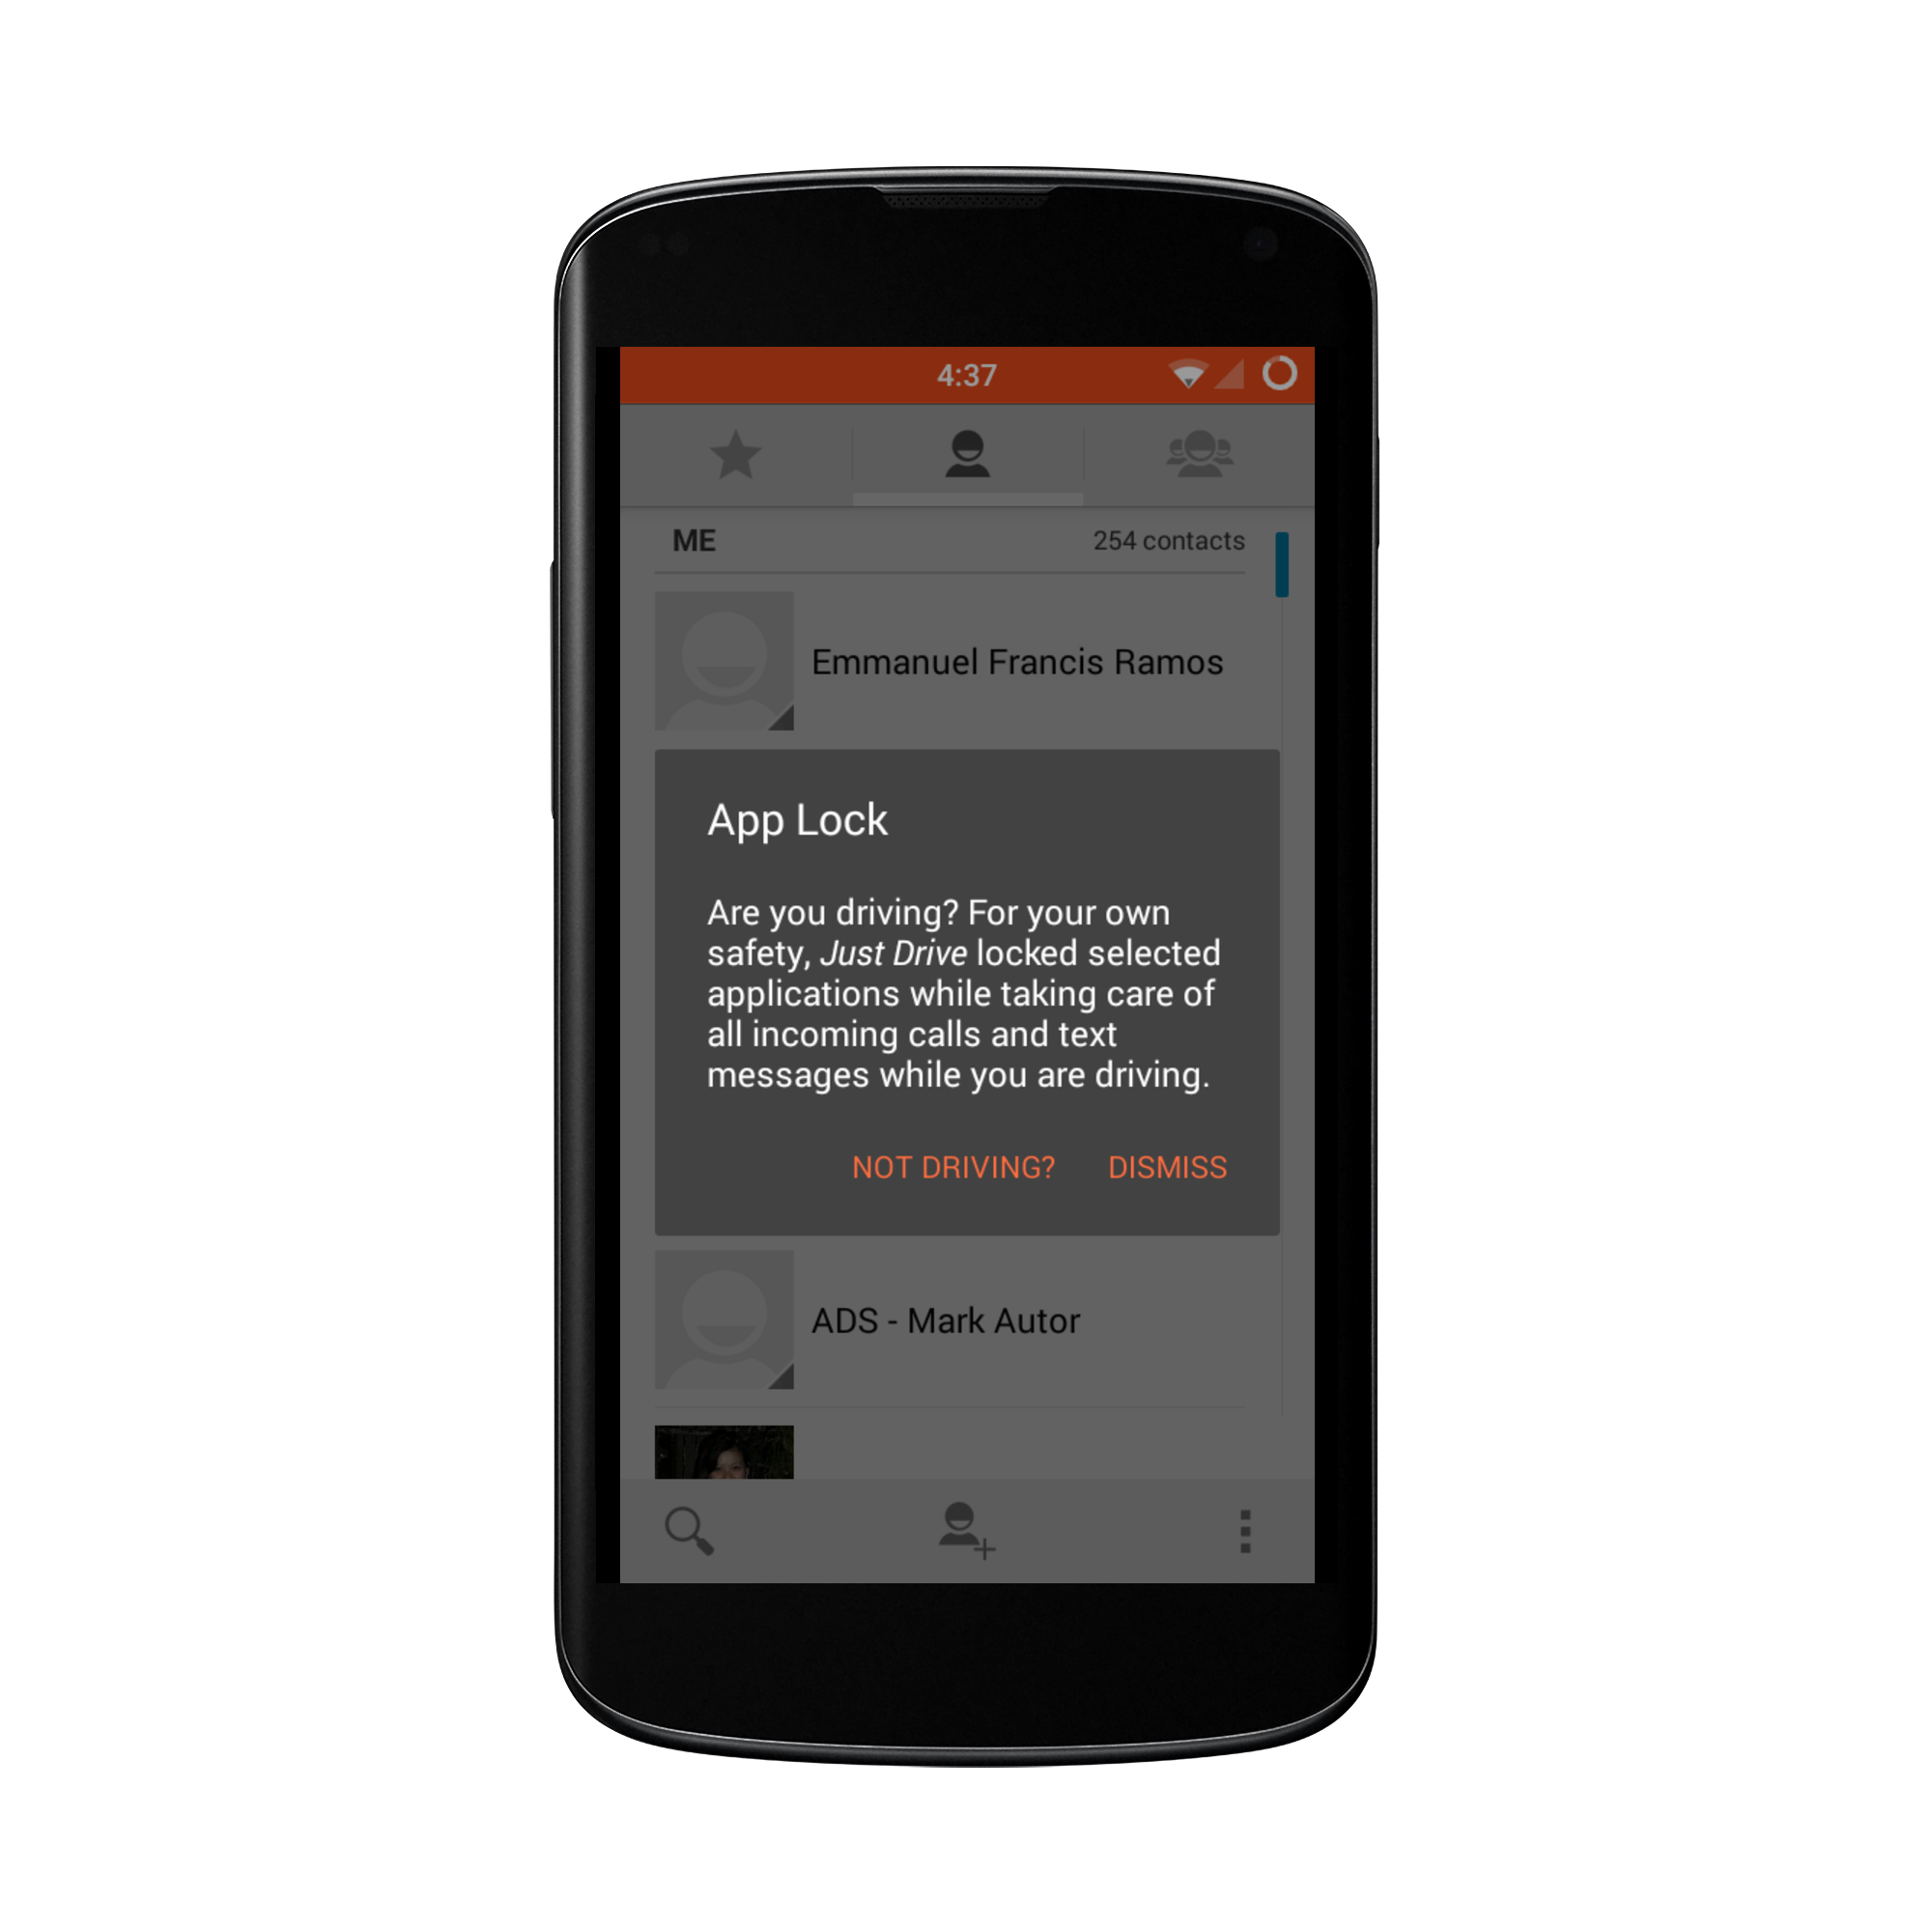 4:37
ME 254 contacts
Emmanuel Francis Ramos
App Lock
Are you driving? For your own
safety, Just Drive locked selected
applications while taking care of
all incoming calls and text
messages while you are driving.
NOT DRIVING? DISMISS
ADS - Mark Autor